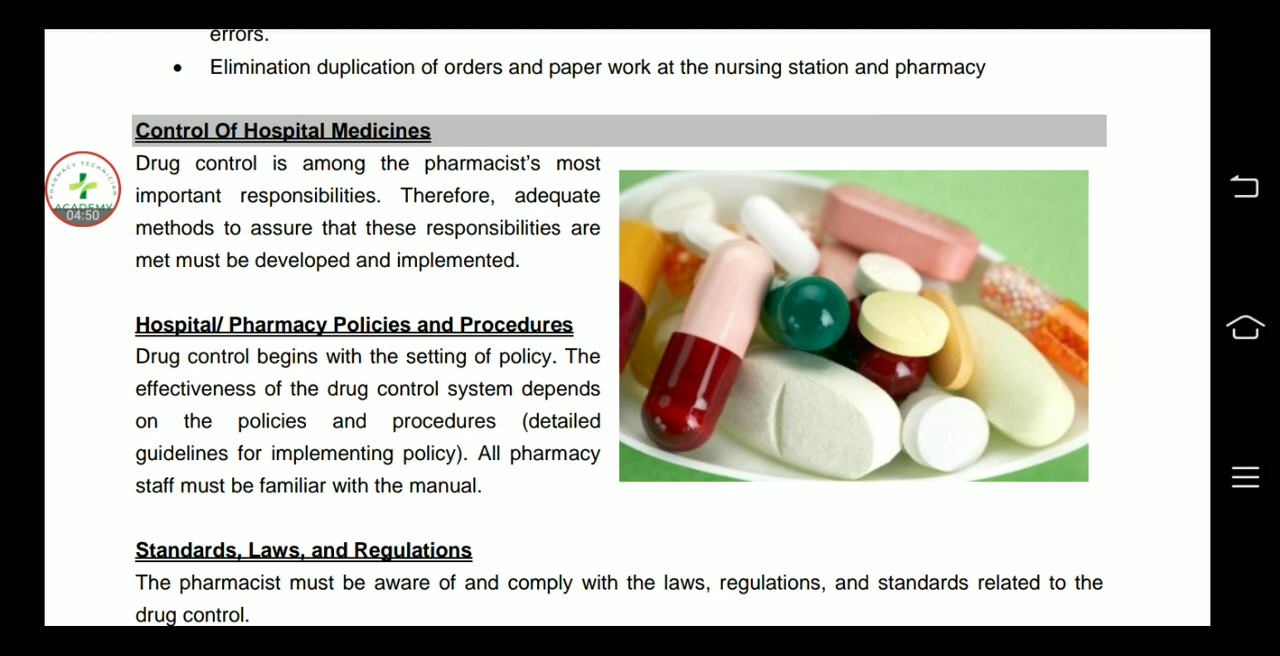 errors.
• Elimination duplication of orders and paper work at the nursing station and pharmacy
Control Of Hospital Medicines
Drug control is among the pharmacist’s most
important responsibilities. Therefore, adequate
methods to assure that these responsibilities are
met must be developed and implemented.
Hospital/ Pharmacy Policies and Procedures
Drug control begins with the setting of policy. The
effectiveness of the drug control system depends
on the policies and procedures (detailed
guidelines for implementing policy). All pharmacy
staff must be familiar with the manual.
Standards, Laws, and Regulations
The pharmacist must be aware of and comply with the laws, regulations, and standards related to the
drug control.
PHARMACY TECHNICIAN
ACADEMY
04:50